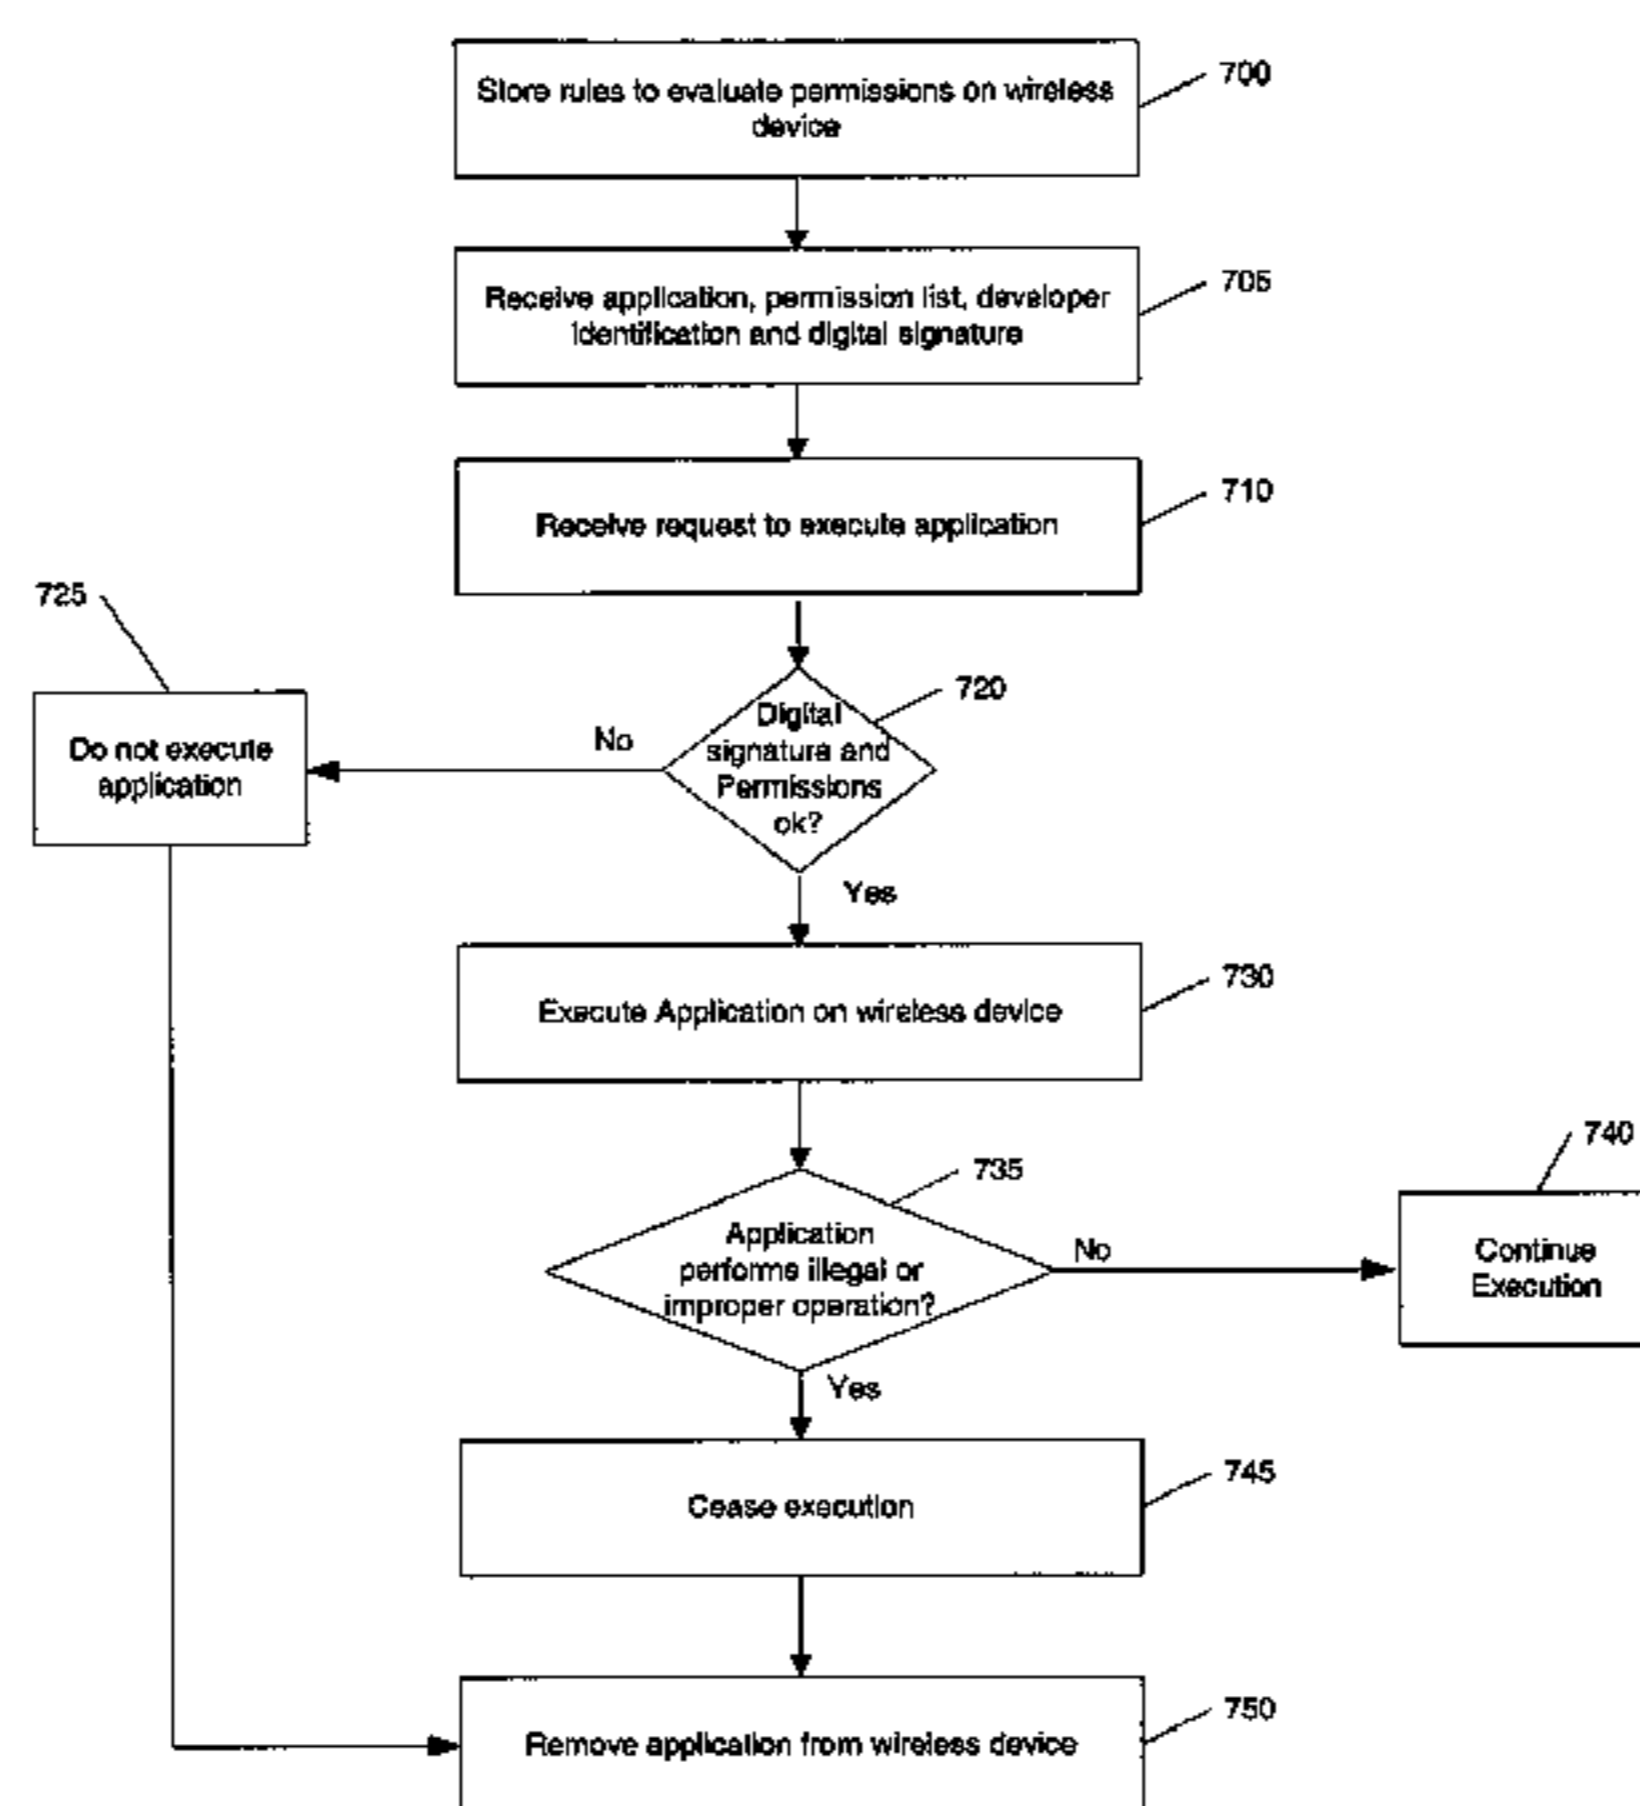 Store rules to evaluate permissions on wireless
device
700
Receive application, permission list, developer
identification and digital signature
705
Receive request to execute application
710
725
Do not execute
application
No
Digital
signature and
Permissions
ok?
720
Yes
Execute Application on wireless device
730
735
Application
performs illegal or
improper operation?
No
740
Continue
Execution
Yes
Cease execution
745
Remove application from wireless device
750